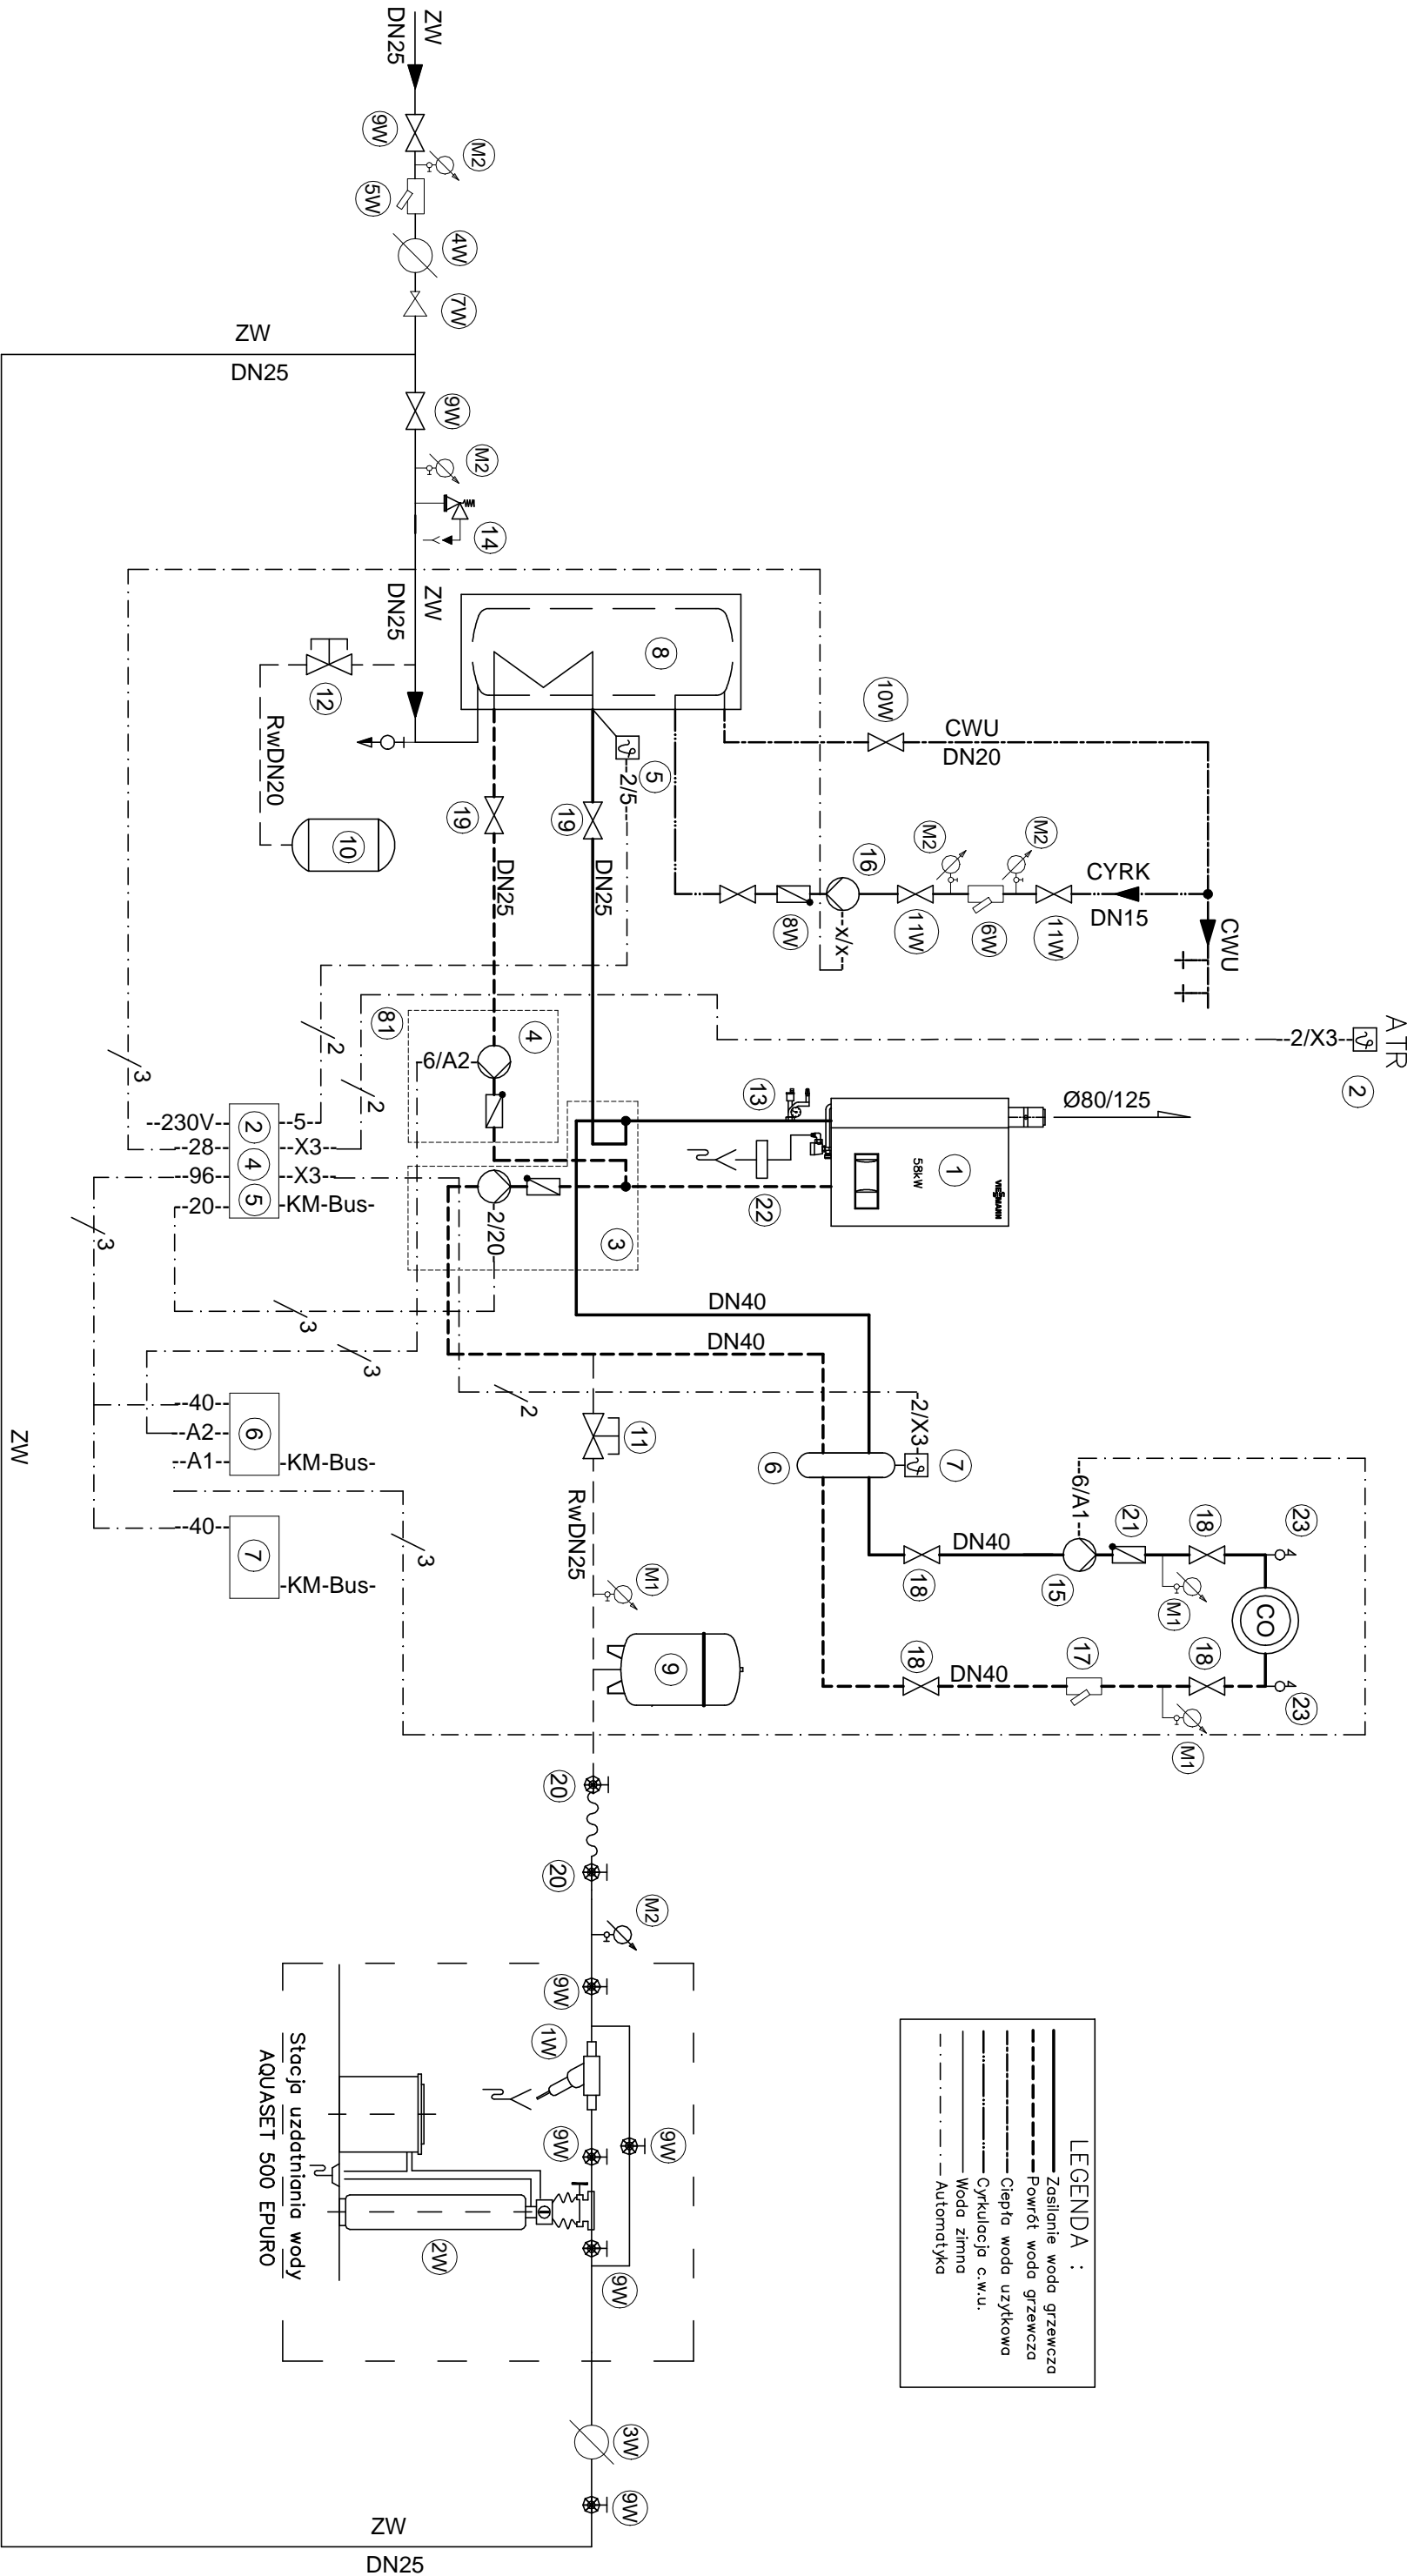 ZW
DN25
9W
M2
5W
4W
7W
ZW
DN25
9W
M2
14
ZW
DN25
12
RwDN20
10
8
10W
CWU
DN20
CWU
CYRK
DN15
M2
M2
16
11W
6W
11W
8W
x/x
5
2/5
19
19
DN25
DN25
A TR
2/X3
2
81
4
6/A2
13
Ø80/125
1
58kW
VIESSMANN
22
3
2/20
2
2
3
230V
2
5
28
4
X3
96
X3
20
5
KM-Bus
3
3
3
40
A2
A1
6
KM-Bus
40
7
KM-Bus
3
2
DN40
DN40
11
RwDN25
M1
9
2/X3
7
6
6/A1
DN40
18
15
21
18
23
M1
CO
18
17
18
23
DN40
M1
20
20
M2
9W
1W
9W
9W
2W
9W
3W
9W
Stacja uzdatniania wody
AQUASET 500 EPURO
ZW
ZW
DN25
LEGENDA :
Zasilanie woda grzewcza
Powrót woda grzewcza
Ciepła woda uzytkowa
Cyrkulacja c.w.u.
Woda zimna
Automatyka